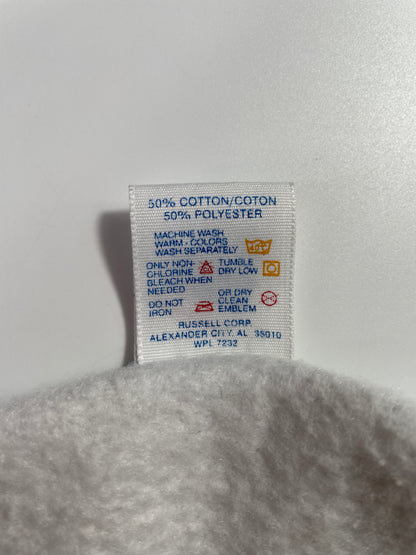 50% COTTON/COTON
50% POLYESTER
MACHINE WASH
WARM - COLORS
WASH SEPARATELY
ONLY NON-
CHLORINE
BLEACH WHEN
NEEDED
TUMBLE
DRY LOW
DO NOT
IRON
OR DRY
CLEAN
EMBLEM
RUSSELL CORP.
ALEXANDER CITY, AL 35010
WPL 7232